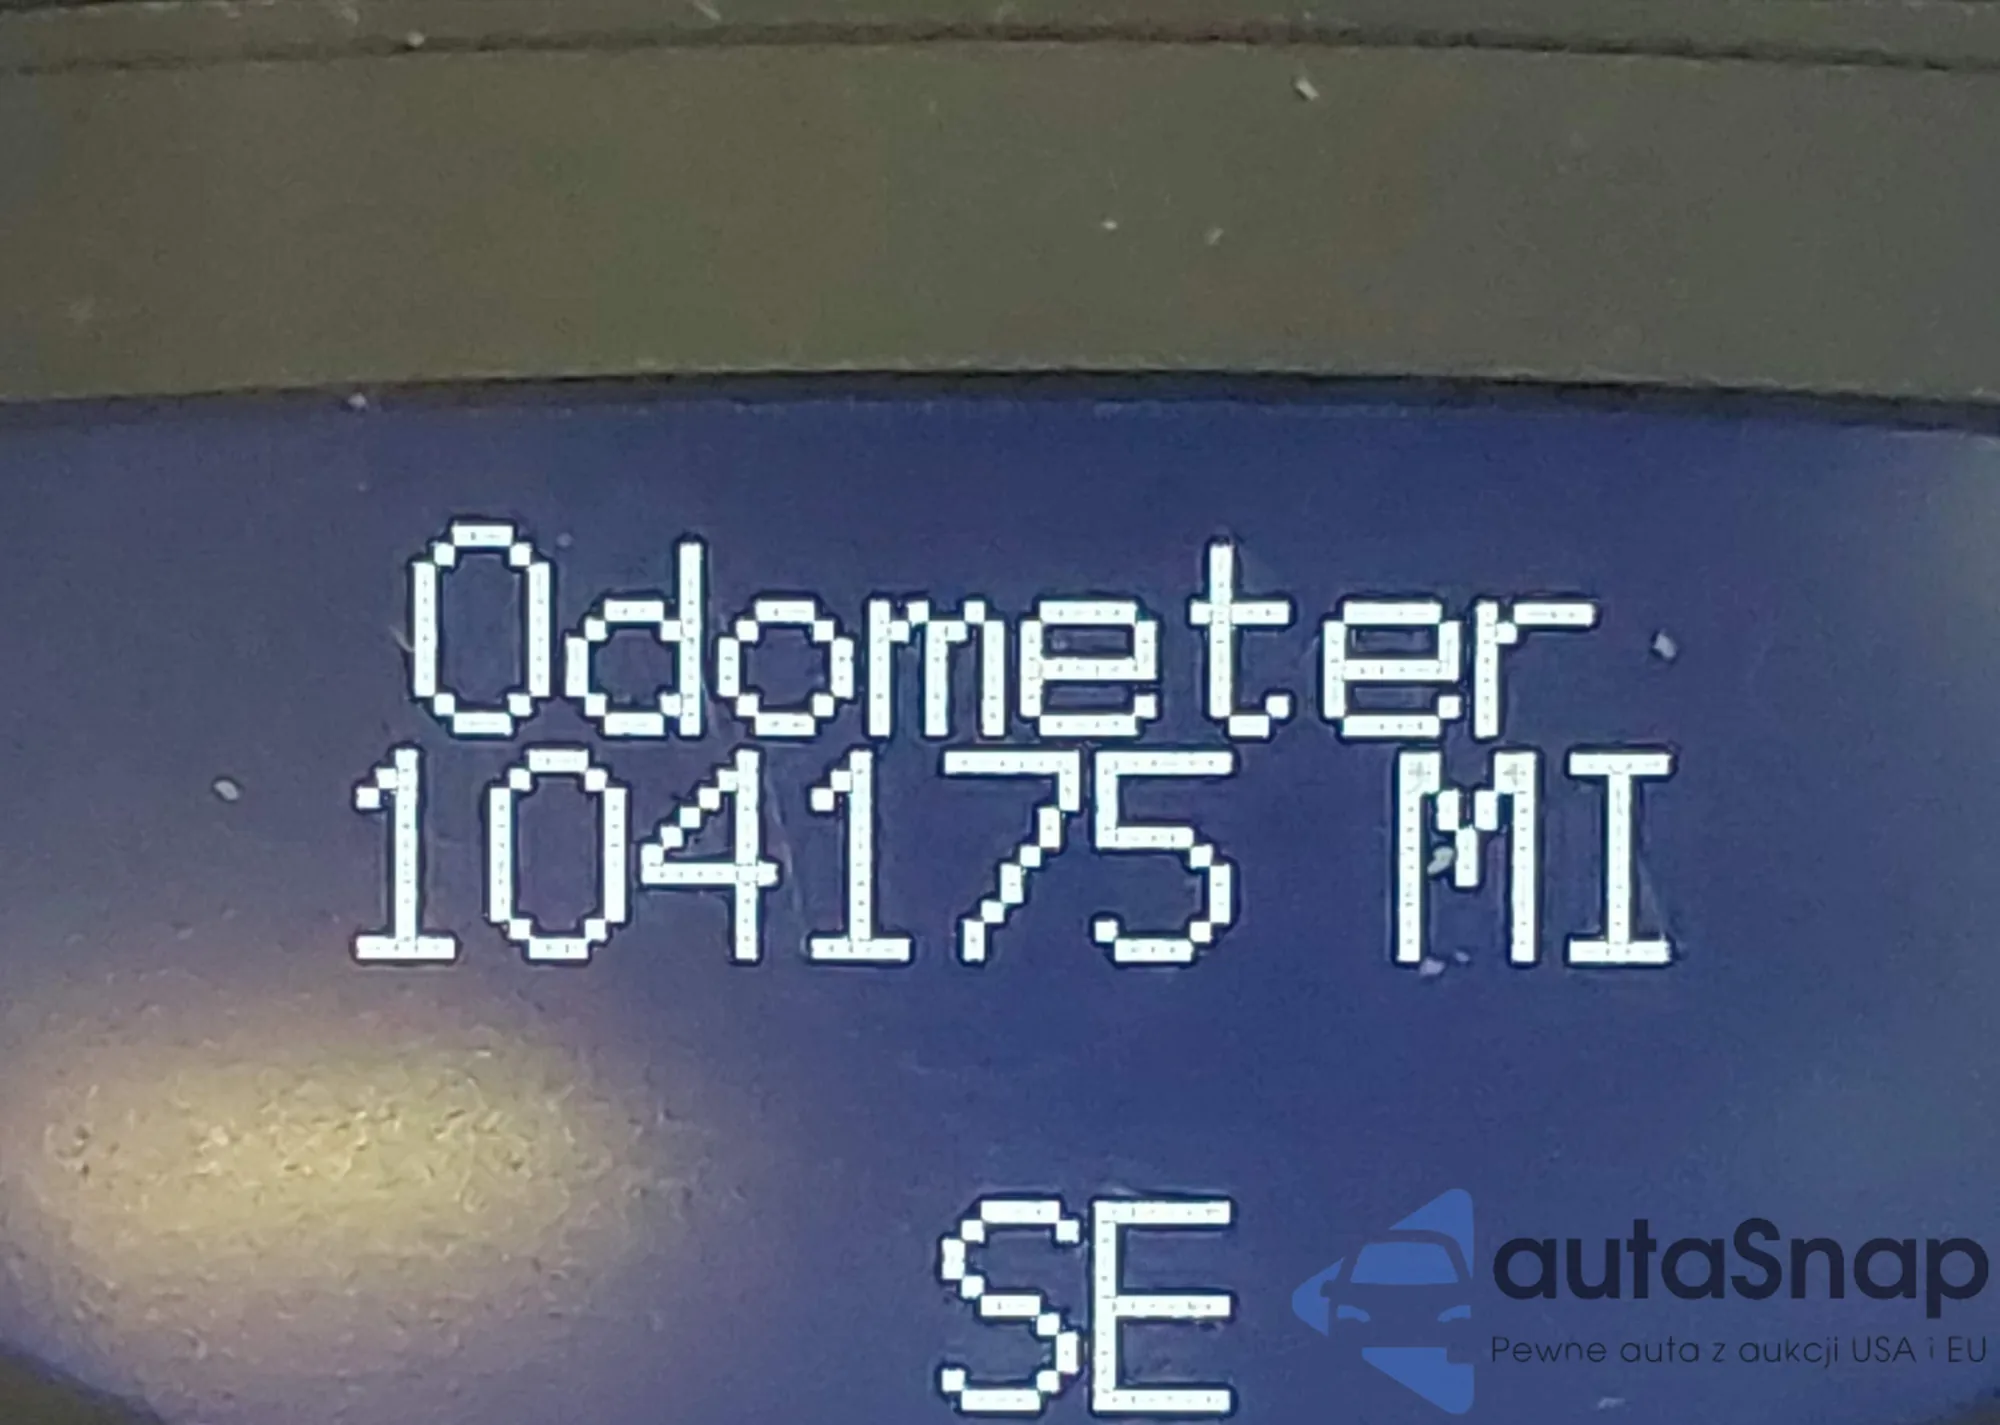 Odometer
104175 MI
SE
autaSnap
Pewne auta z aukcji USA i EU